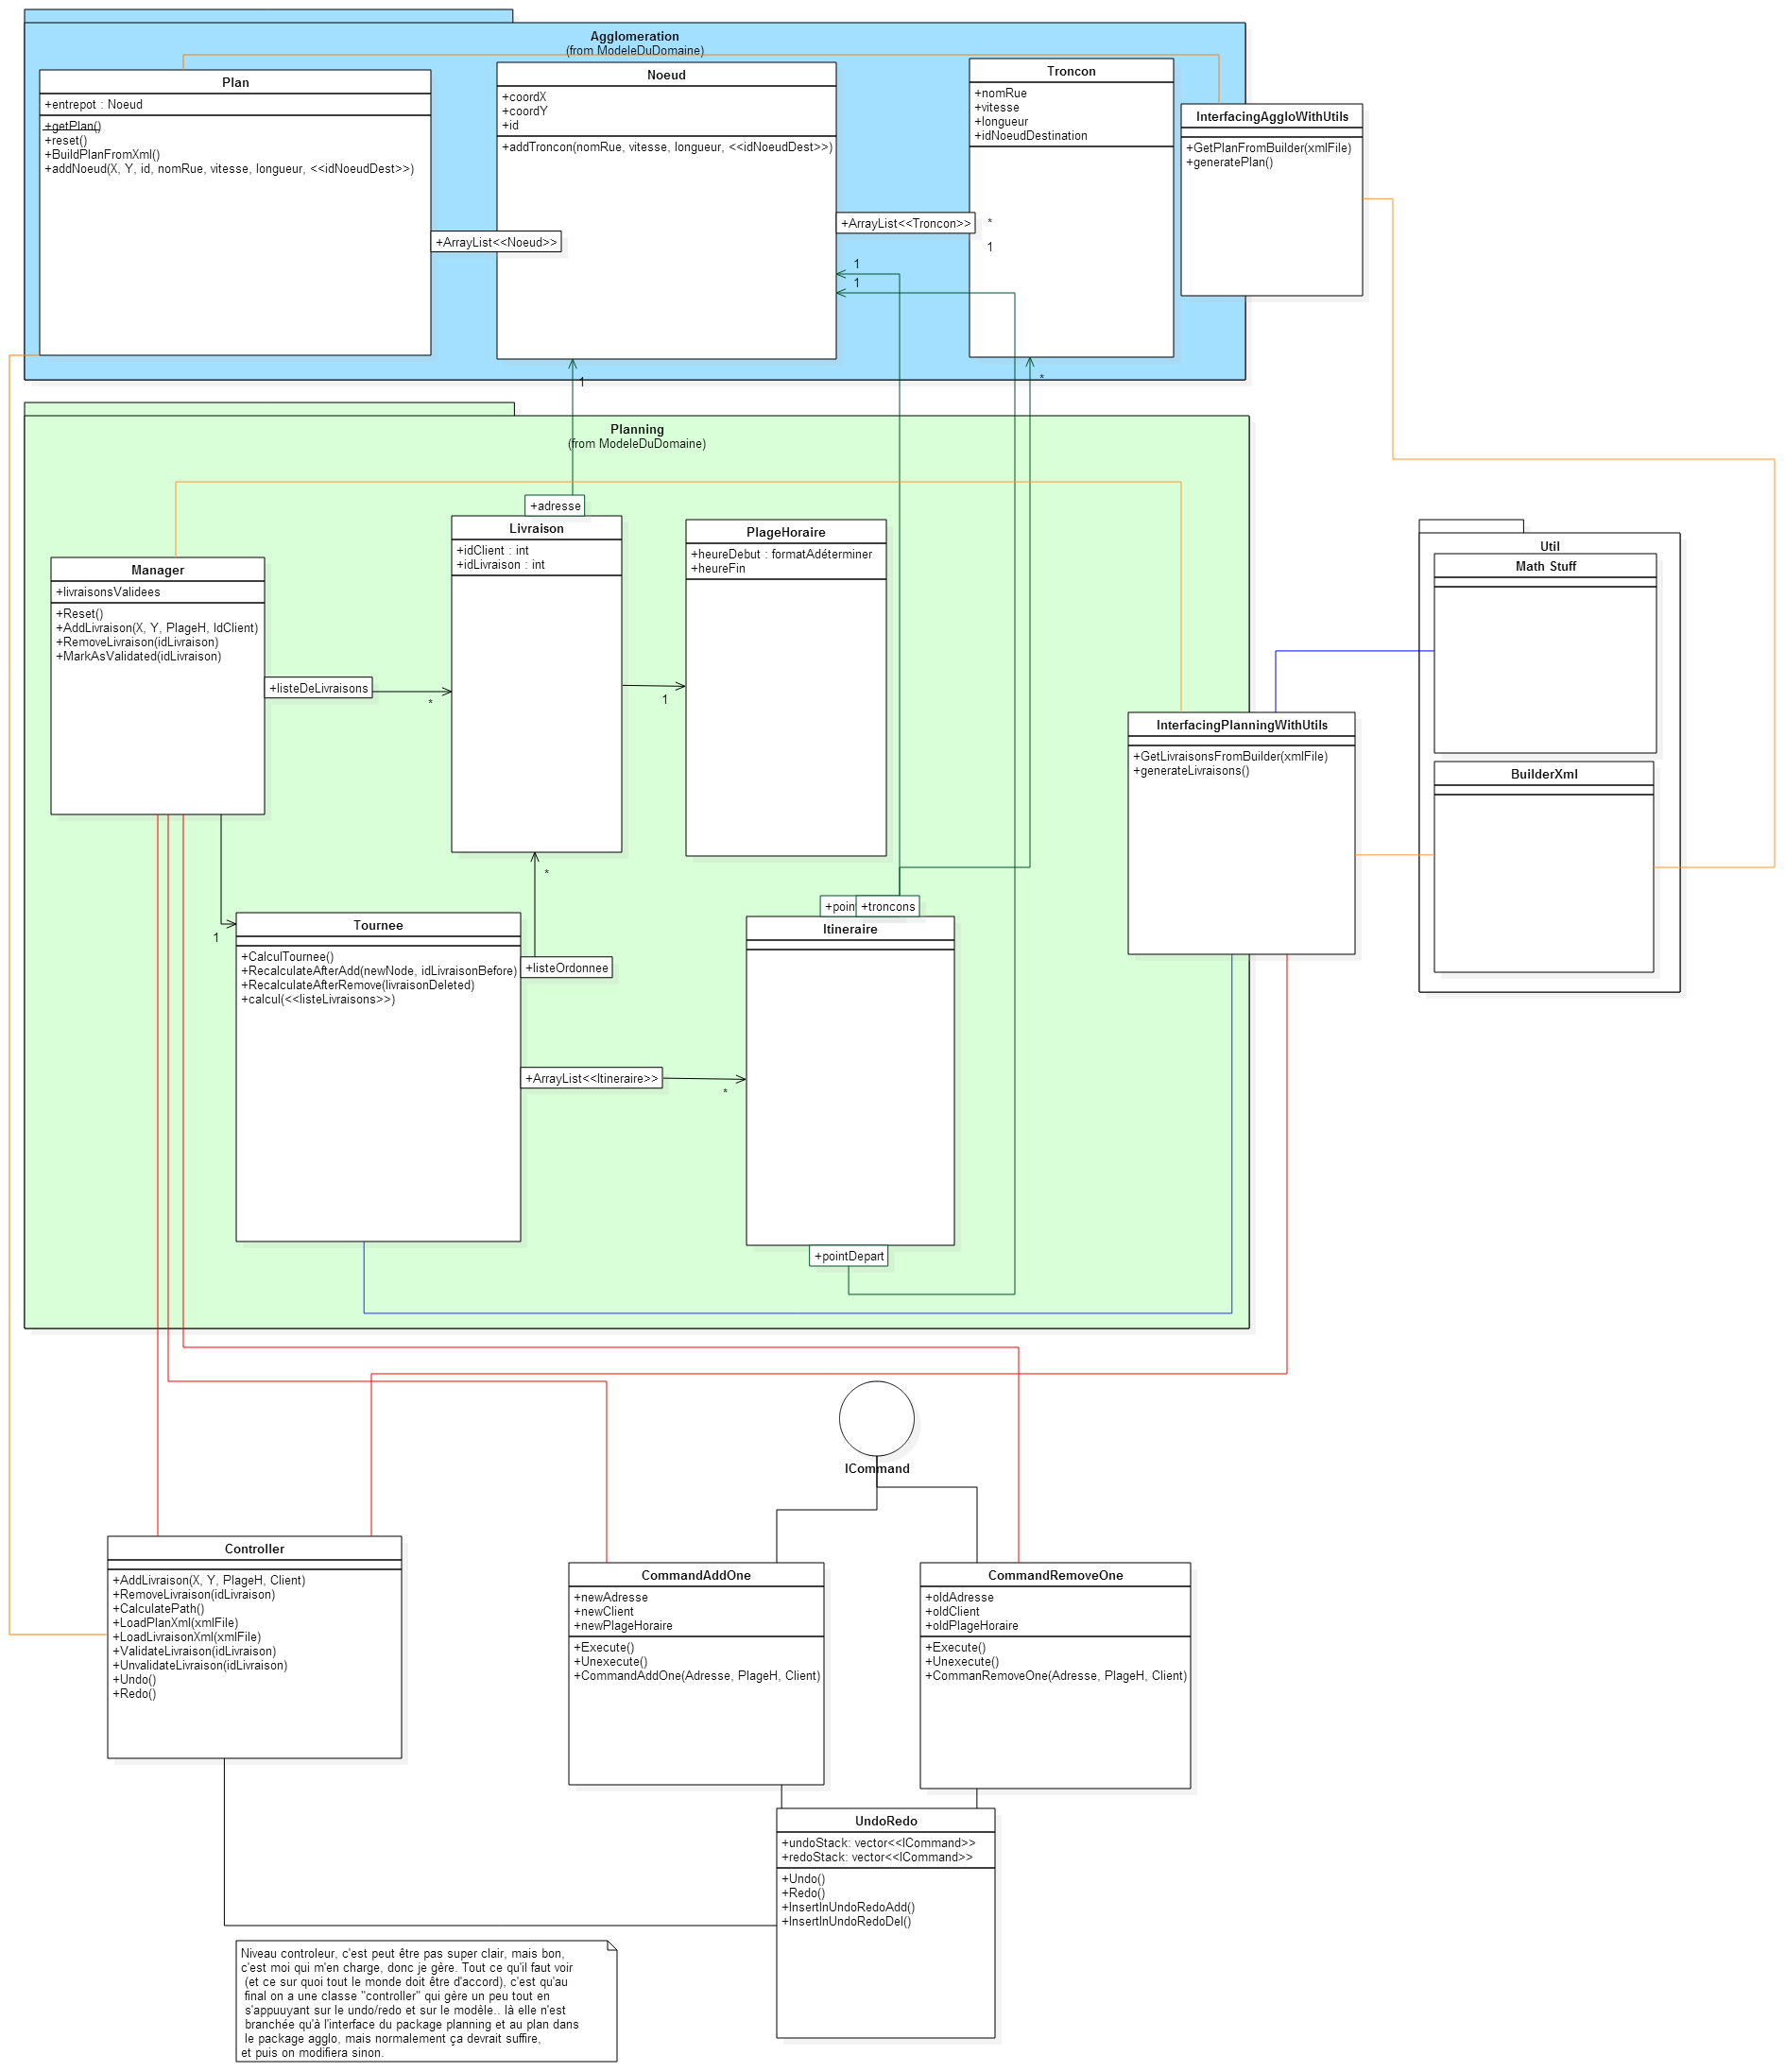 Agglomeration
(from ModeleDuDomaine)
Plan
+entrepot : Noeud
+getPlan()
+reset()
+BuildPlanFromXml()
+addNoeud(X, Y, id, nomRue, vitesse, longueur, <<idNoeudDest>>)
+ArrayList<<Noeud>>
Noeud
+coordX
+coordY
+id
+addTroncon(nomRue, vitesse, longueur, <<idNoeudDest>>)
+ArrayList<<Troncon>>
*
1
1
1
Troncon
+nomRue
+vitesse
+longueur
+idNoeudDestination
InterfacingAggloWithUtils
+GetPlanFromBuilder(xmlFile)
+generatePlan()
1
*
Planning
(from ModeleDuDomaine)
+adresse
Livraison
+idClient : int
+idLivraison : int
PlageHoraire
+heureDebut : formatAdéterminer
+heureFin
Manager
+livraisonsValidees
+Reset()
+AddLivraison(X, Y, PlageH, IdClient)
+RemoveLivraison(idLivraison)
+MarkAsValidated(idLivraison)
+listeDeLivraisons
*
1
Util
Math Stuff
BuilderXml
InterfacingPlanningWithUtils
+GetLivraisonsFromBuilder(xmlFile)
+generateLivraisons()
*
1
Tournee
+CalculTournee()
+RecalculateAfterAdd(newNode, idLivraisonBefore)
+RecalculateAfterRemove(livraisonDeleted)
+calcul(<<listeLivraisons>>)
+listeOrdonnee
+ArrayList<<Itineraire>>
*
+troncons
Itineraire
+pointDepart
ICommand
Controller
+AddLivraison(X, Y, PlageH, Client)
+RemoveLivraison(idLivraison)
+CalculatePath()
+LoadPlanXml(xmlFile)
+LoadLivraisonXml(xmlFile)
+ValidateLivraison(idLivraison)
+UnvalidateLivraison(idLivraison)
+Undo()
+Redo()
CommandAddOne
+newAdresse
+newClient
+newPlageHoraire
+Execute()
+Unexecute()
+CommandAddOne(Adresse, PlageH, Client)
CommandRemoveOne
+oldAdresse
+oldClient
+oldPlageHoraire
+Execute()
+Unexecute()
+CommanRemoveOne(Adresse, PlageH, Client)
UndoRedo
+undoStack: vector<<ICommand>>
+redoStack: vector<<ICommand>>
+Undo()
+Redo()
+InsertInUndoRedoAdd()
+InsertInUndoRedoDel()
Niveau controleur, c'est peut être pas super clair, mais bon,
c'est moi qui m'en charge, donc je gère. Tout ce qu'il faut voir
(et ce sur quoi tout le monde doit être d'accord), c'est qu'au
final on a une classe "controller" qui gère un peu tout en
s'appuuyant sur le undo/redo et sur le modèle.. là elle n'est
branchée qu'à l'interface du package planning et au plan dans
le package agglo, mais normalement ça devrait suffire,
et puis on modifiera sinon.